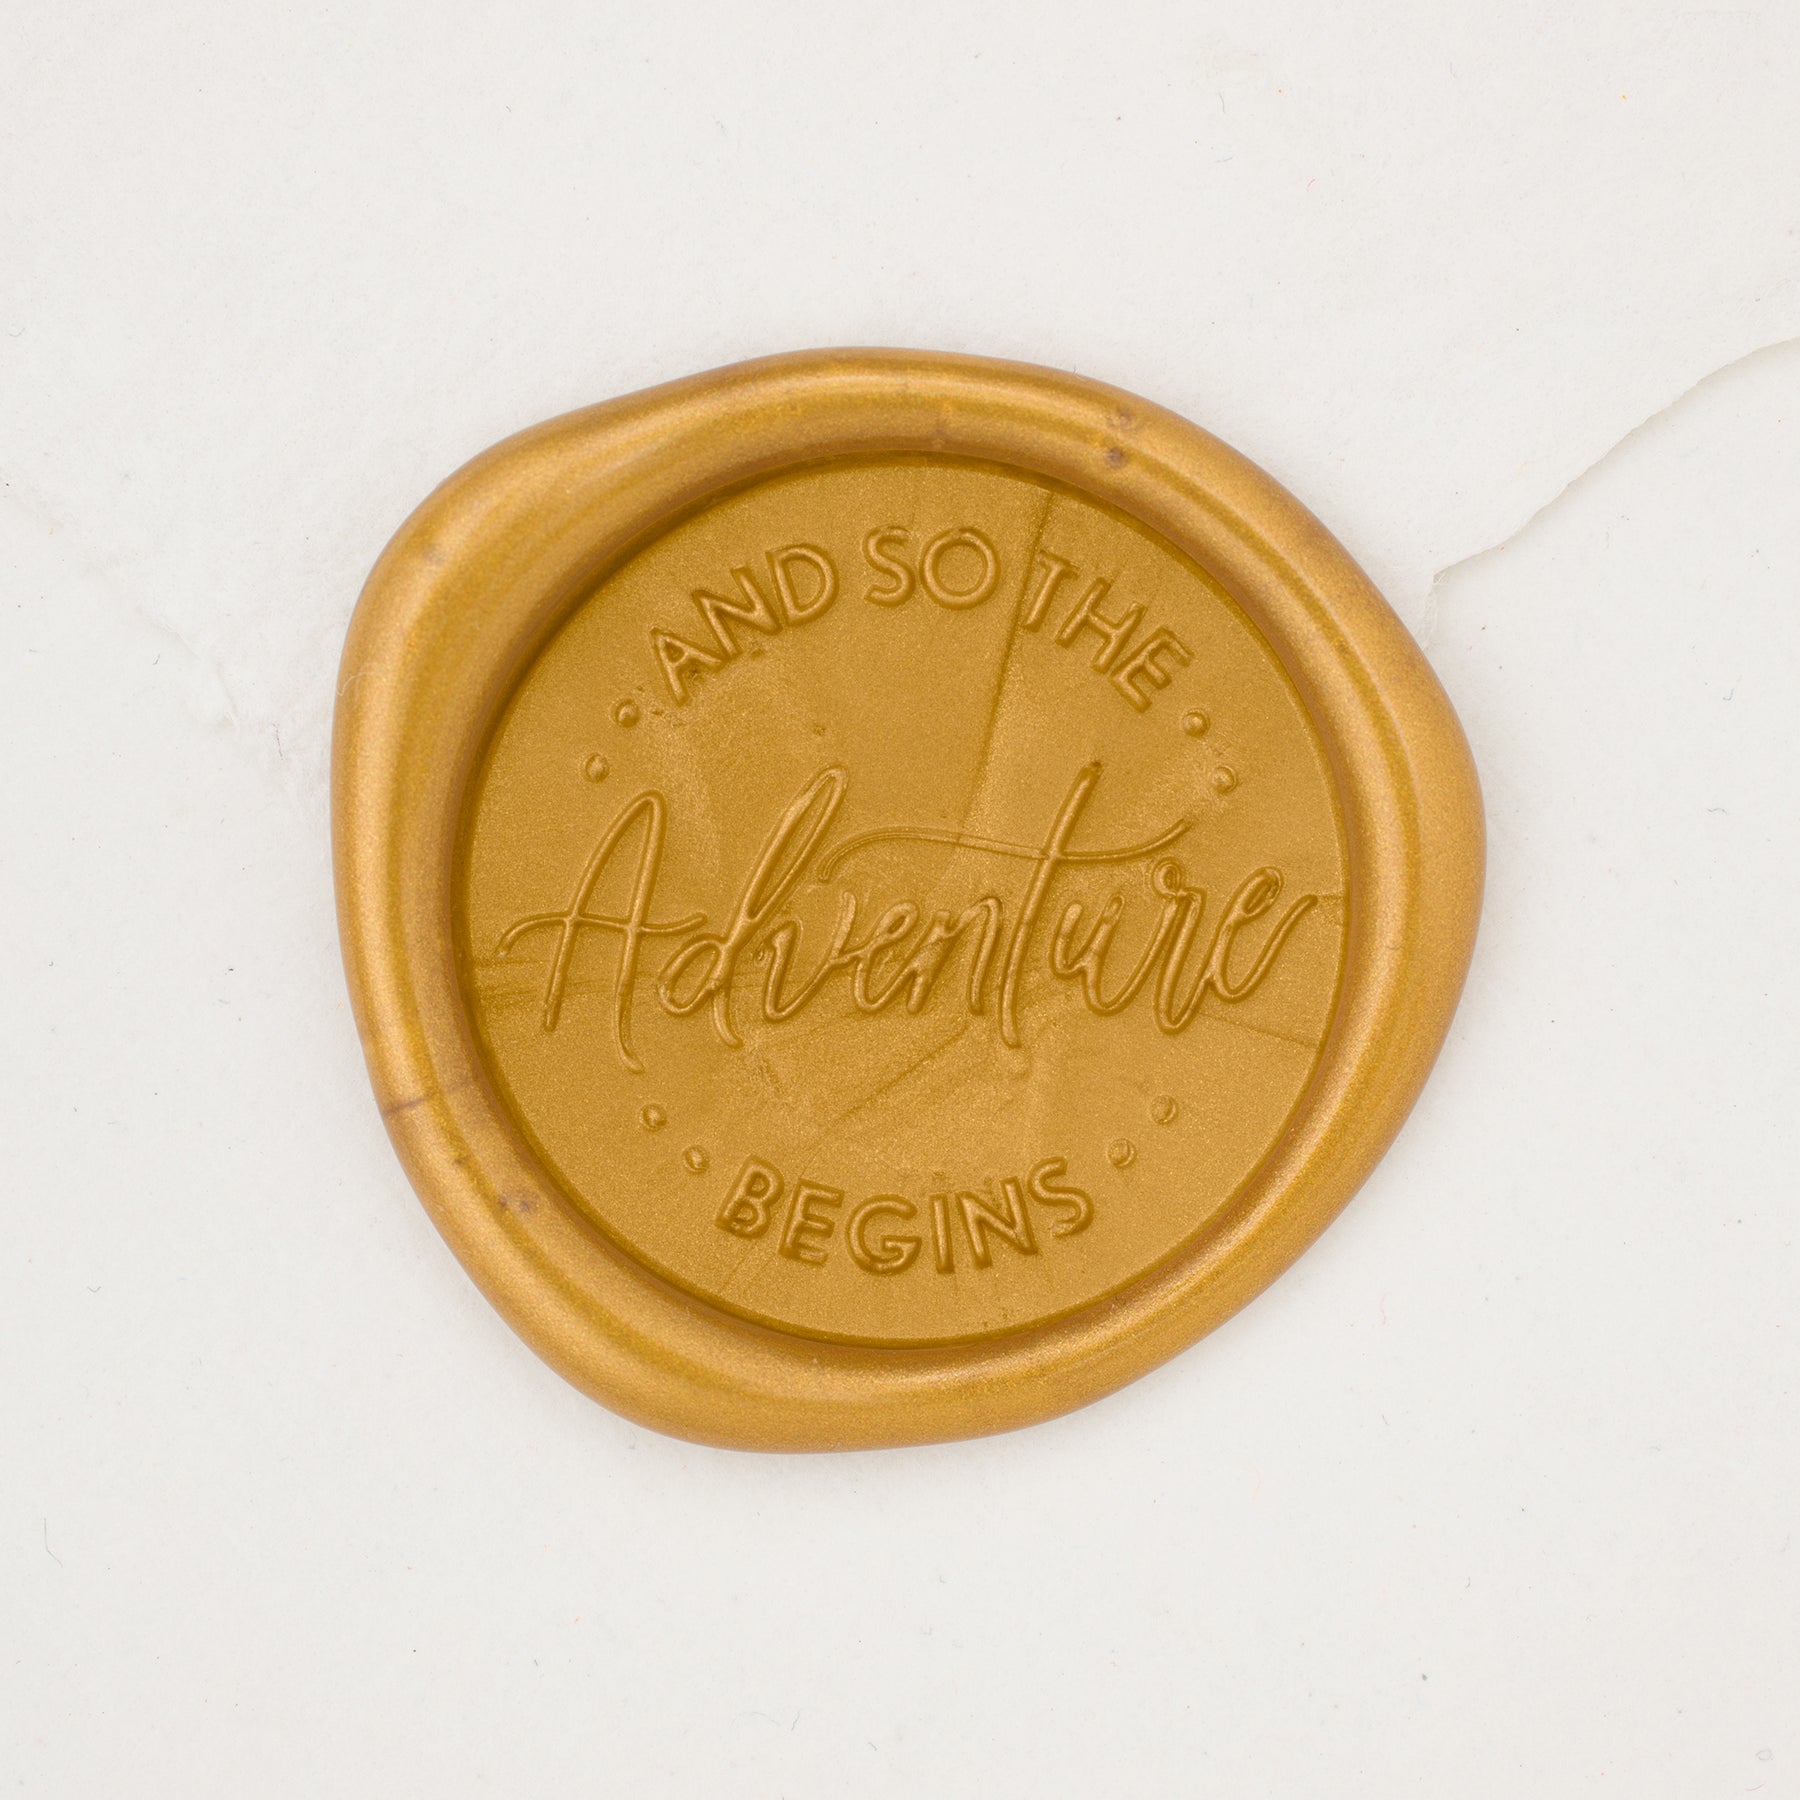 AND SO THE
Adventure
BEGINS